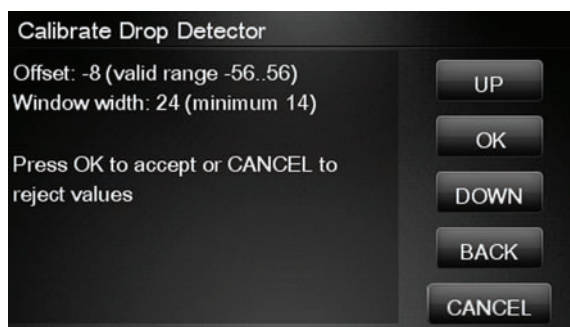 Calibrate Drop Detector
Offset: -8 (valid range -56..56)
Window width: 24 (minimum 14)
Press OK to accept or CANCEL to
reject values
UP
OK
DOWN
BACK
CANCEL